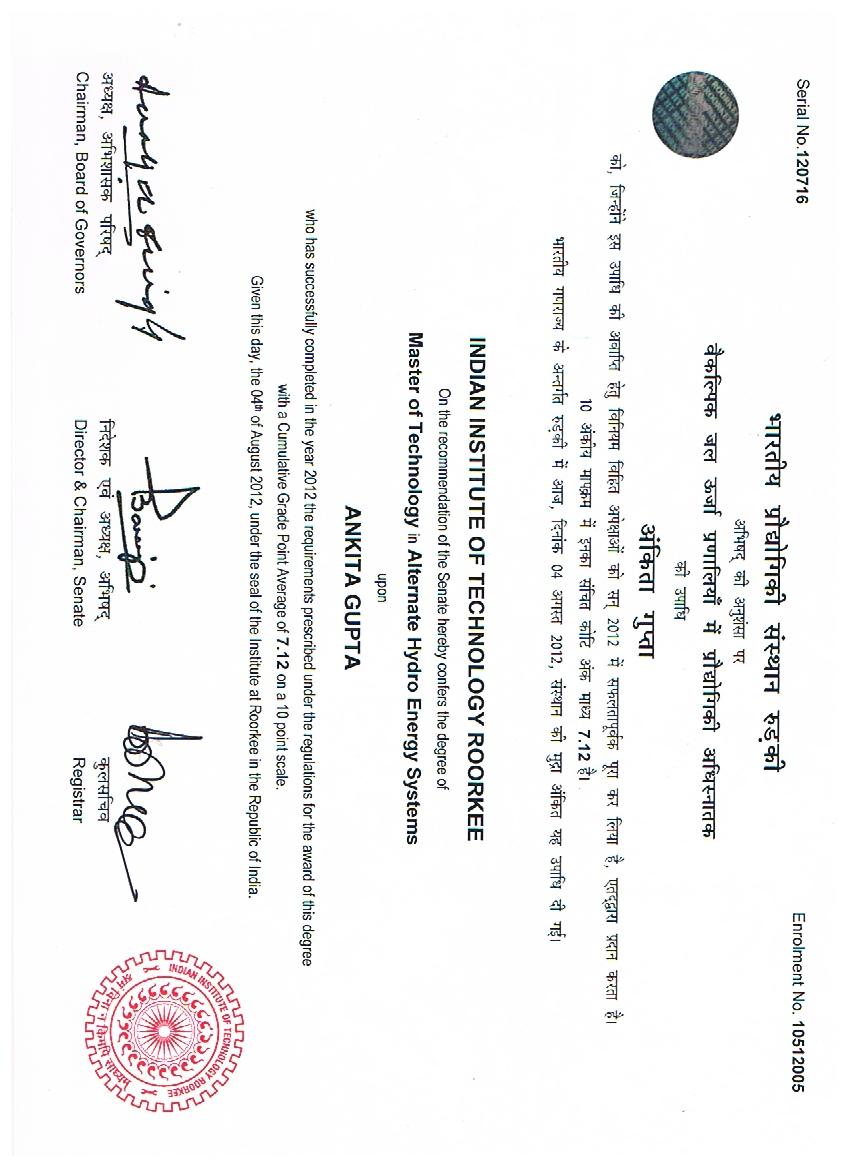 Serial No.120716
Enrolment No. 10512005
भारतीय प्रौद्योगिकी संस्थान रुड़की
अभिषद् की अनुशंसा पर
वैकल्पिक जल ऊर्जा प्रणालियाँ में प्रौद्योगिकी अधिस्नातक
की उपाधि
अंकिता गुप्ता
को, जिन्होंने इस उपाधि की अवाप्ति हेतु विनियम विहित अपेक्षाओं को सन् 2012 में सफलतापूर्वक पूरा कर लिया है, एतद्द्वारा प्रदान करता है।
10 अंकीय मापक्रम में इनका संचित कोटि अंक माध्य 7.12 है।
भारतीय गणराज्य के अन्तर्गत रुड़की में आज, दिनांक 04 अगस्त 2012, संस्थान की मुद्रा अंकित यह उपाधि दी गई।
INDIAN INSTITUTE OF TECHNOLOGY ROORKEE
On the recommendation of the Senate hereby confers the degree of
Master of Technology in Alternate Hydro Energy Systems
upon
ANKITA GUPTA
who has successfully completed in the year 2012 the requirements prescribed under the regulations for the award of this degree
with a Cumulative Grade Point Average of 7.12 on a 10 point scale.
Given this day, the 04th of August 2012, under the seal of the Institute at Roorkee in the Republic of India.
अध्यक्ष, अभिशासक परिषद्
Chairman, Board of Governors
निदेशक एवं अध्यक्ष, अभिषद्
Director & Chairman, Senate
कुलसचिव
Registrar
INDIAN INSTITUTE OF TECHNOLOGY ROORKEE